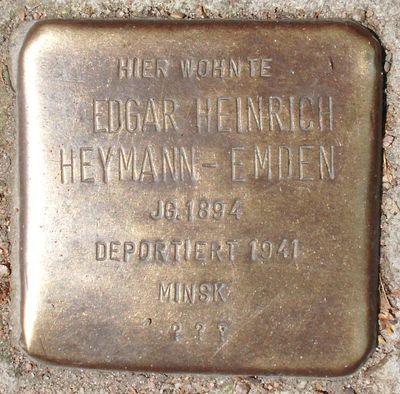 HIER WOHNTE
EDGAR HEINRICH
HEYMANN-EMDEN
JG. 1894
DEPORTIERT 1941
MINSK
? ? ?